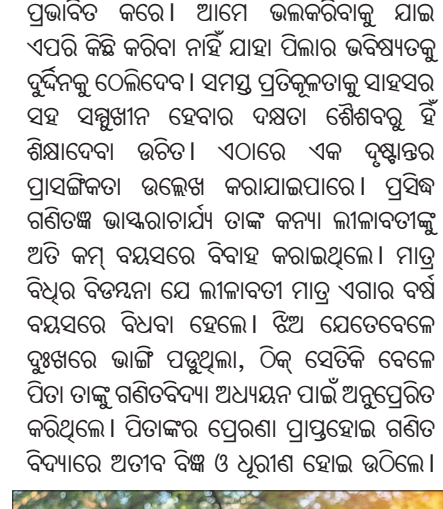 ପ୍ରଭାବିତ କରେ। ଆମେ ଭଲକରିବାକୁ ଯାଇ
ଏପରି କିଛି କରିବା ନାହିଁ ଯାହା ପିଲାର ଭବିଷ୍ୟତକୁ
ଦୁର୍ଦ୍ଦିନକୁ ଠେଲିଦେବ। ସମସ୍ତ ପ୍ରତିକୂଳତାକୁ ସାହସର
ସହ ସମ୍ମୁଖୀନ ହେବାର ଦକ୍ଷତା ଶୈଶବରୁ ହିଁ
ଶିକ୍ଷାଦେବା ଉଚିତ। ଏଠାରେ ଏକ ଦୃଷ୍ଟାନ୍ତର
ପ୍ରାସଙ୍ଗିକତା ଉଲ୍ଲେଖ କରାଯାଇପାରେ। ପ୍ରସିଦ୍ଧ
ଗଣିତଜ୍ଞ ଭାସ୍କରାଚାର୍ଯ୍ୟ ତାଙ୍କ କନ୍ୟା ଲୀଳାବତୀଙ୍କୁ
ଅତି କମ୍ ବୟସରେ ବିବାହ କରାଇଥିଲେ। ମାତ୍ର
ବିଧିର ବିଡମ୍ବନା ଯେ ଲୀଳାବତୀ ମାତ୍ର ଏଗାର ବର୍ଷ
ବୟସରେ ବିଧବା ହେଲେ। ଝିଅ ଯେତେବେଳେ
ଦୁଃଖରେ ଭାଙ୍ଗି ପଡୁଥିଲା, ଠିକ୍ ସେତିକି ବେଳେ
ପିତା ତାଙ୍କୁ ଗଣିତବିଦ୍ୟା ଅଧ୍ୟୟନ ପାଇଁ ଅନୁପ୍ରେରିତ
କରିଥିଲେ। ପିତାଙ୍କର ପ୍ରେରଣା ପ୍ରାପ୍ତହୋଇ ଗଣିତ
ବିଦ୍ୟାରେ ଅତୀବ ବିଜ୍ଞ ଓ ଧୂରୀଣ ହୋଇ ଉଠିଲେ।